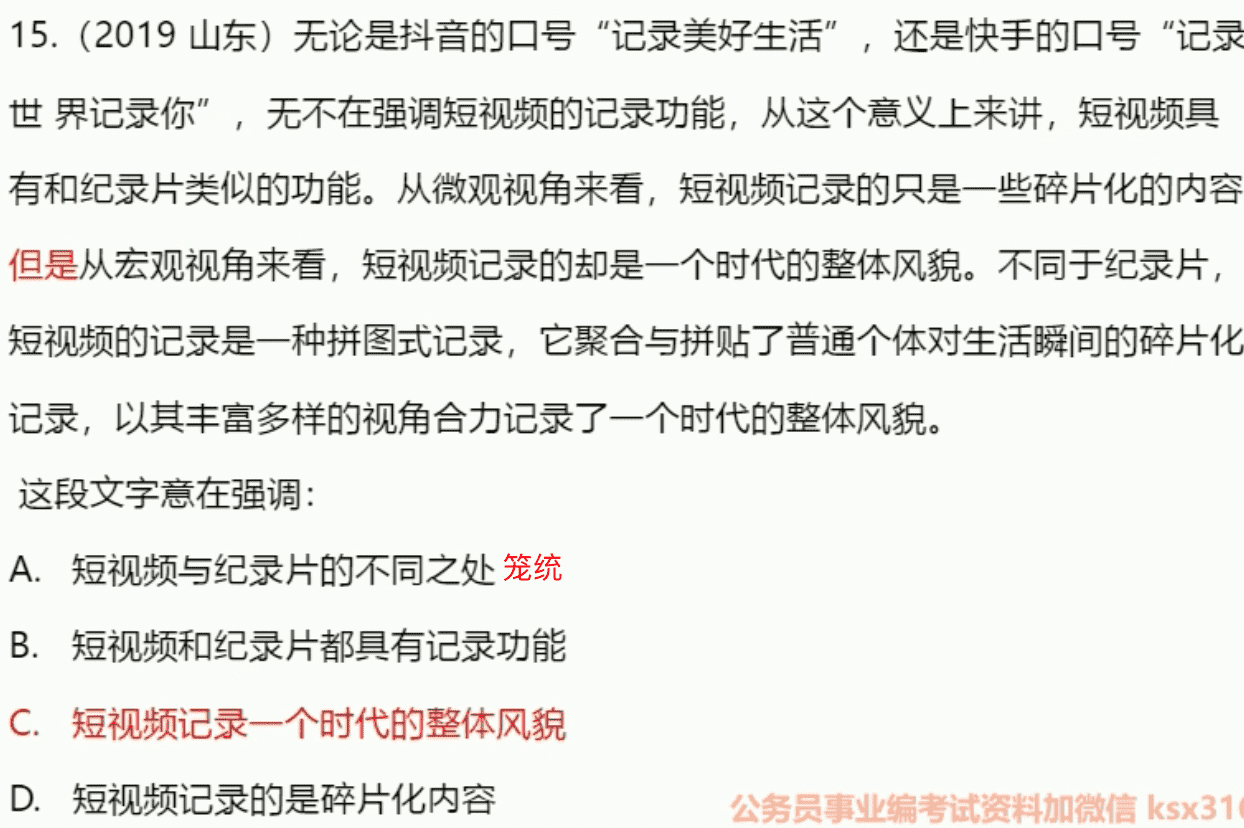 15.（2019 山东）无论是抖音的口号“记录美好生活”，还是快手的口号“记录
世 界记录你”，无不在强调短视频的记录功能，从这个意义上来讲，短视频具
有和纪录片类似的功能。从微观视角来看，短视频记录的只是一些碎片化的内容
但是从宏观视角来看，短视频记录的却是一个时代的整体风貌。不同于纪录片，
短视频的记录是一种拼图式记录，它聚合与拼贴了普通个体对生活瞬间的碎片化
记录，以其丰富多样的视角合力记录了一个时代的整体风貌。
这段文字意在强调：
A. 短视频与纪录片的不同之处 笼统
B. 短视频和纪录片都具有记录功能
C. 短视频记录一个时代的整体风貌
D. 短视频记录的是碎片化内容
公务员事业编考试资料加微信 ksx316